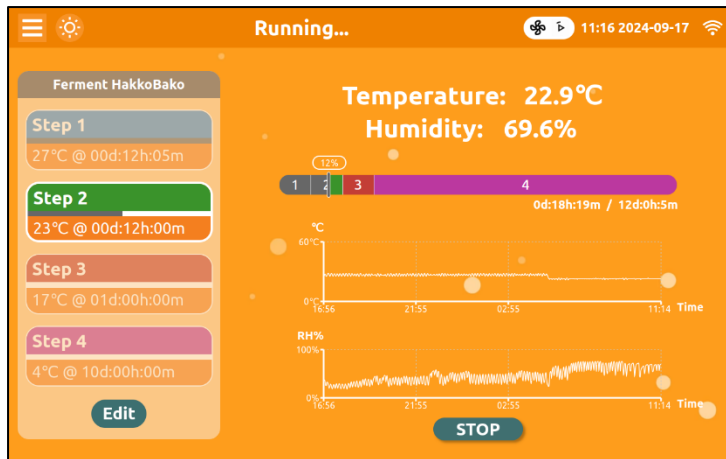 Running...
11:16 2024-09-17
Ferment HakkoBako
Step 1
27℃ @ 00d:12h:05m
Step 2
23℃ @ 00d:12h:00m
Step 3
17℃ @ 01d:00h:00m
Step 4
4℃ @ 10d:00h:00m
Edit
Temperature: 22.9℃
Humidity: 69.6%
12%
1 2 3 4
0d:18h:19m / 12d:0h:5m
℃
60℃
0℃
16:56 21:55 02:55 11:14 Time
RH%
100%
0%
16:56 21:55 02:55 11:14 Time
STOP